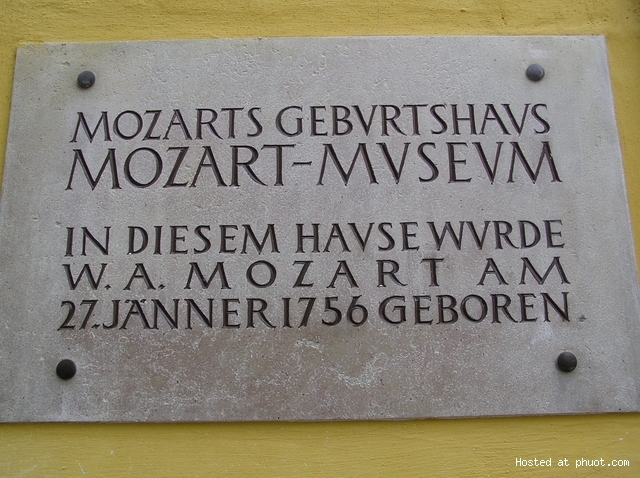 MOZARTS GEBVRTSHAVS
MOZART-MVSEVM
IN DIESEM HAVSE WVRDE
W. A. MOZART AM
27. JÄNNER 1756 GEBOREN
Hosted at phuot.com